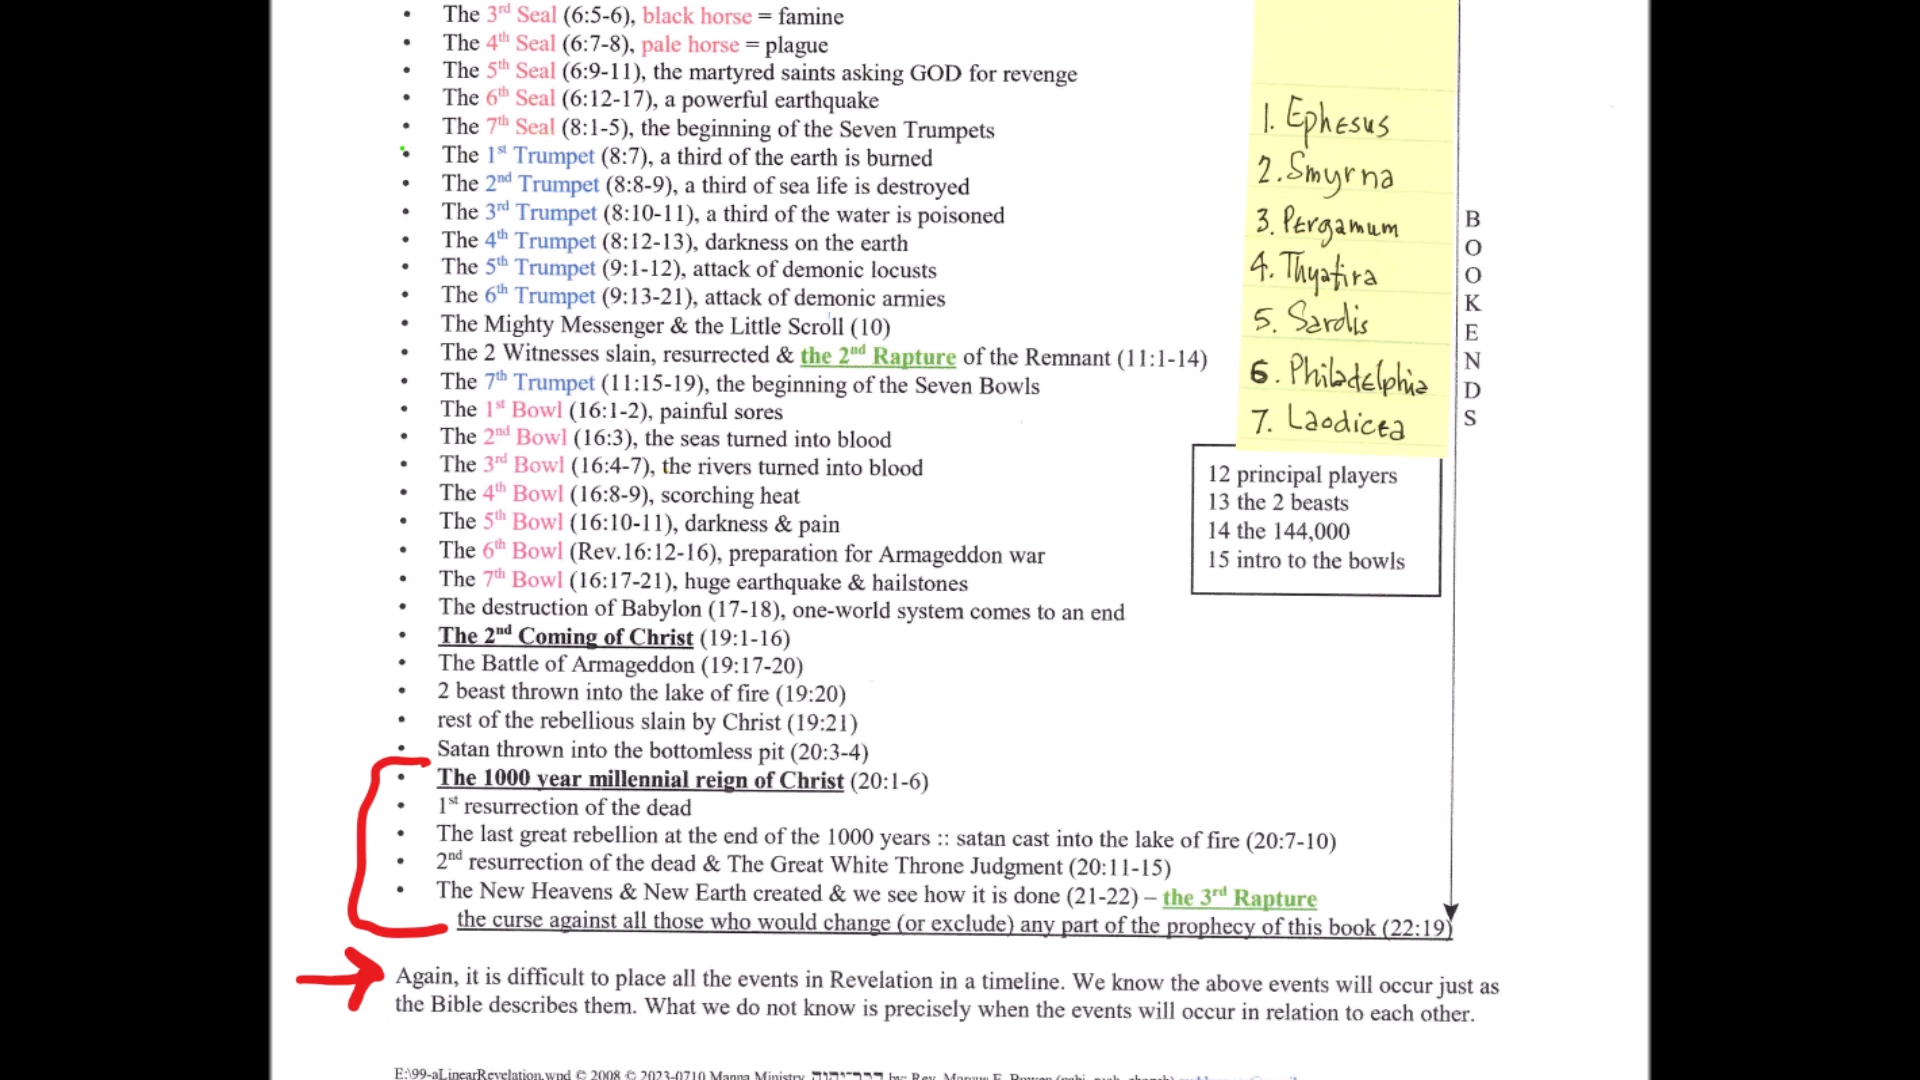 The 3rd Seal (6:5-6), black horse = famine
The 4th Seal (6:7-8), pale horse = plague
The 5th Seal (6:9-11), the martyred saints asking GOD for revenge
The 6th Seal (6:12-17), a powerful earthquake
The 7th Seal (8:1-5), the beginning of the Seven Trumpets
The 1st Trumpet (8:7), a third of the earth is burned
The 2nd Trumpet (8:8-9), a third of sea life is destroyed
The 3rd Trumpet (8:10-11), a third of the water is poisoned
The 4th Trumpet (8:12-13), darkness on the earth
The 5th Trumpet (9:1-12), attack of demonic locusts
The 6th Trumpet (9:13-21), attack of demonic armies
The Mighty Messenger & the Little Scroll (10)
The 2 Witnesses slain, resurrected & the 2nd Rapture of the Remnant (11:1-14)
The 7th Trumpet (11:15-19), the beginning of the Seven Bowls
The 1st Bowl (16:1-2), painful sores
The 2nd Bowl (16:3), the seas turned into blood
The 3rd Bowl (16:4-7), the rivers turned into blood
The 4th Bowl (16:8-9), scorching heat
The 5th Bowl (16:10-11), darkness & pain
The 6th Bowl (Rev.16:12-16), preparation for Armageddon war
The 7th Bowl (16:17-21), huge earthquake & hailstones
The destruction of Babylon (17-18), one-world system comes to an end
The 2nd Coming of Christ (19:1-16)
The Battle of Armageddon (19:17-20)
2 beast thrown into the lake of fire (19:20)
rest of the rebellious slain by Christ (19:21)
Satan thrown into the bottomless pit (20:3-4)
The 1000 year millennial reign of Christ (20:1-6)
1st resurrection of the dead
The last great rebellion at the end of the 1000 years :: satan cast into the lake of fire (20:7-10)
2nd resurrection of the dead & The Great White Throne Judgment (20:11-15)
The New Heavens & New Earth created & we see how it is done (21-22) – the 3rd Rapture
the curse against all those who would change (or exclude) any part of the prophecy of this book (22:19)
1. Ephesus
2. Smyrna
3. Pergamum
4. Thyatira
5. Sardis
6. Philadelphia
7. Laodicea
BOOKENDS
12 principal players
13 the 2 beasts
14 the 144,000
15 intro to the bowls
Again, it is difficult to place all the events in Revelation in a timeline. We know the above events will occur just as
the Bible describes them. What we do not know is precisely when the events will occur in relation to each other.
E:\99-aLinearRevelation.wpd © 2008 © 2023-0710 Manna Ministry by: Rev. Marcus E.